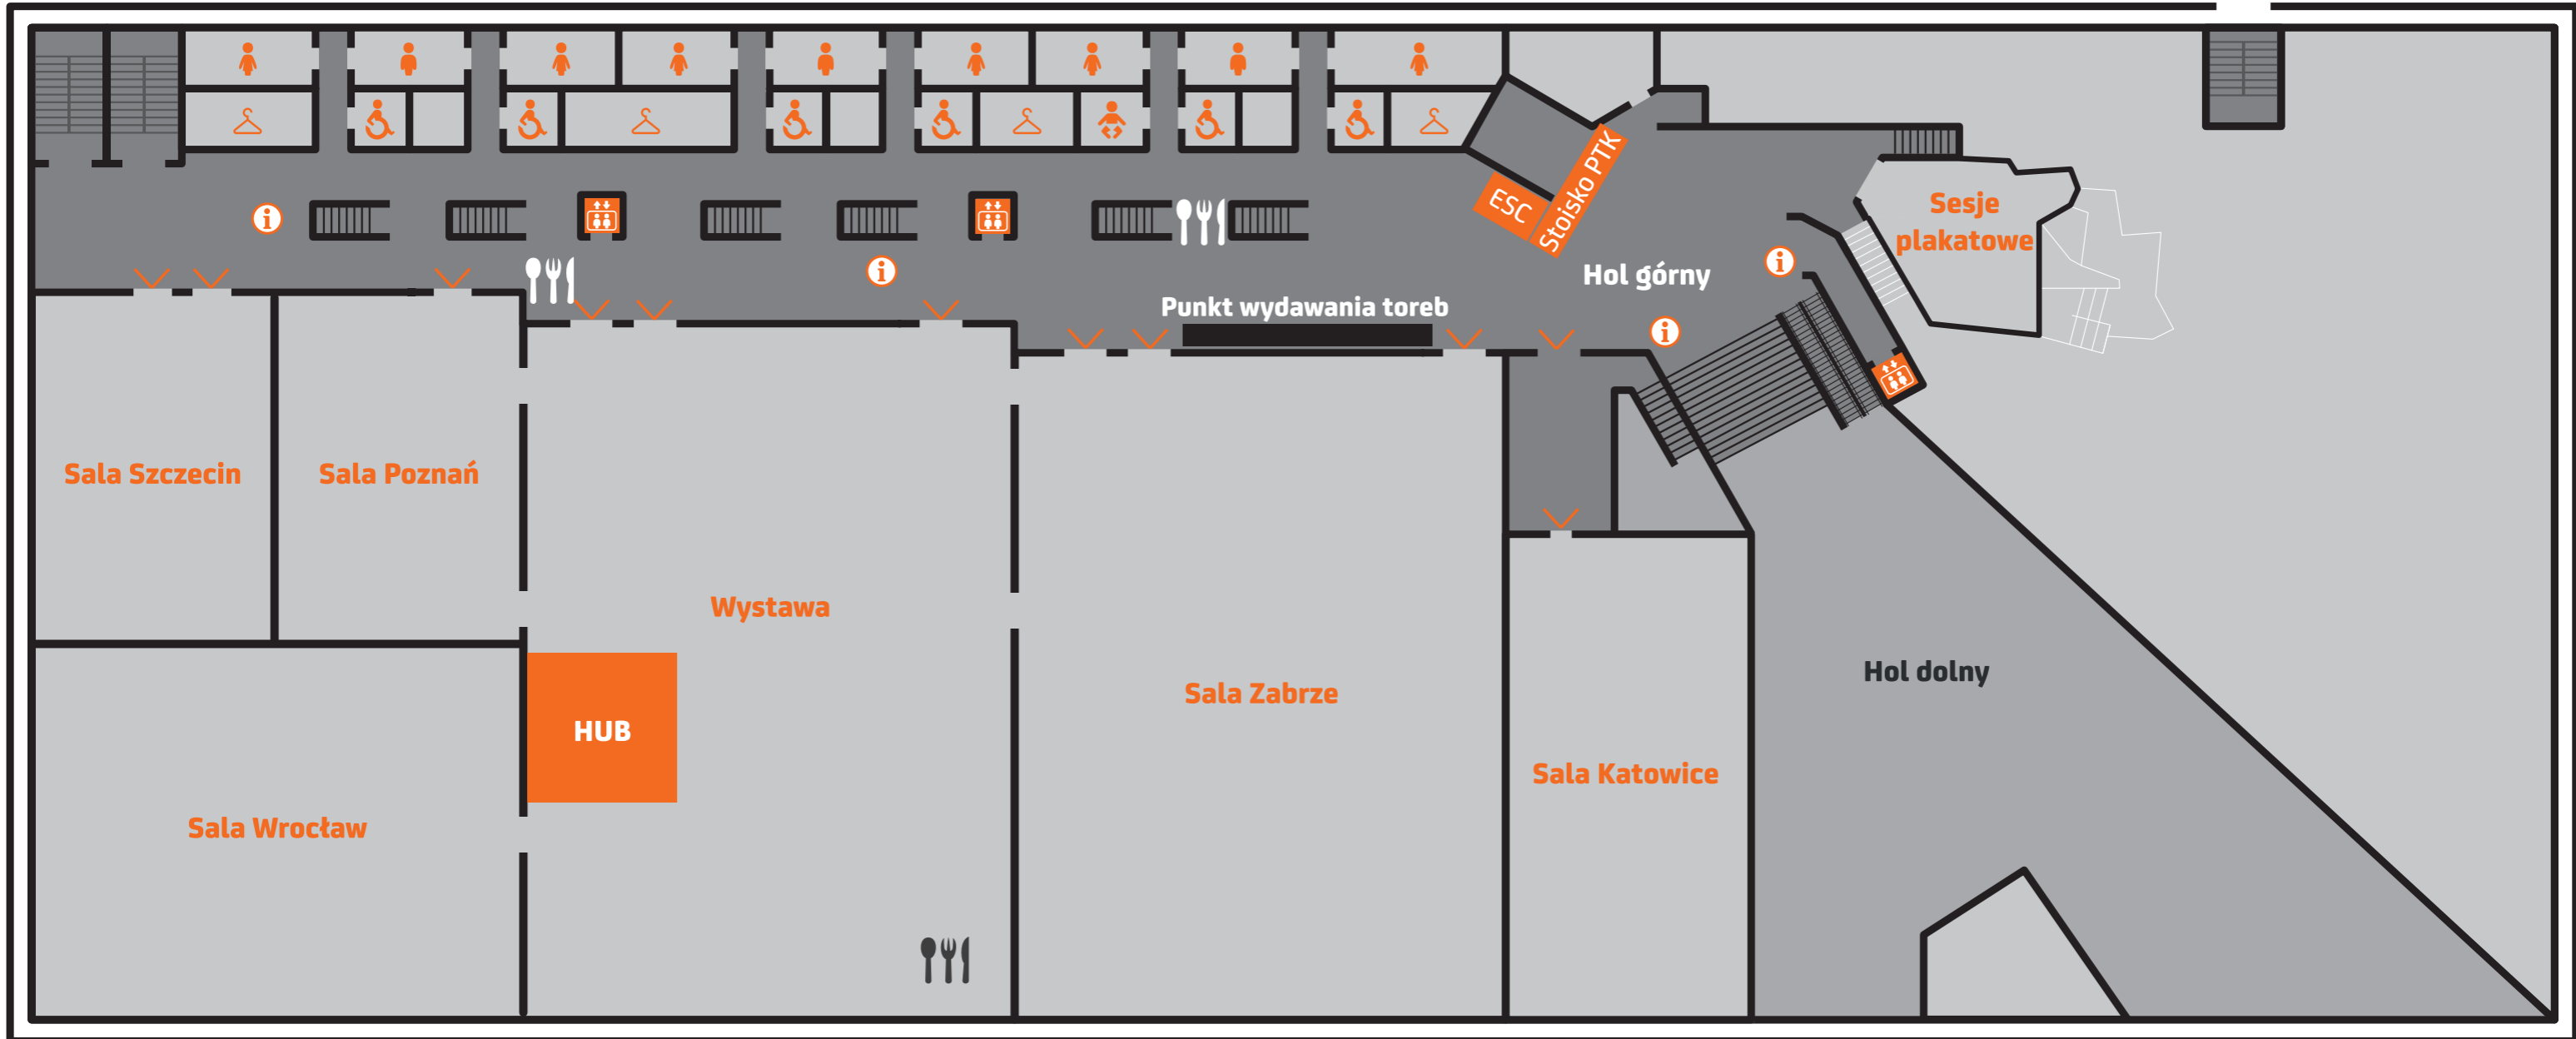 ESC
Stoisko PTK
Sesje
plakatowe
Hol górny
Punkt wydawania toreb
Sala Szczecin
Sala Poznań
Wystawa
HUB
Sala Zabrze
Hol dolny
Sala Katowice
Sala Wrocław